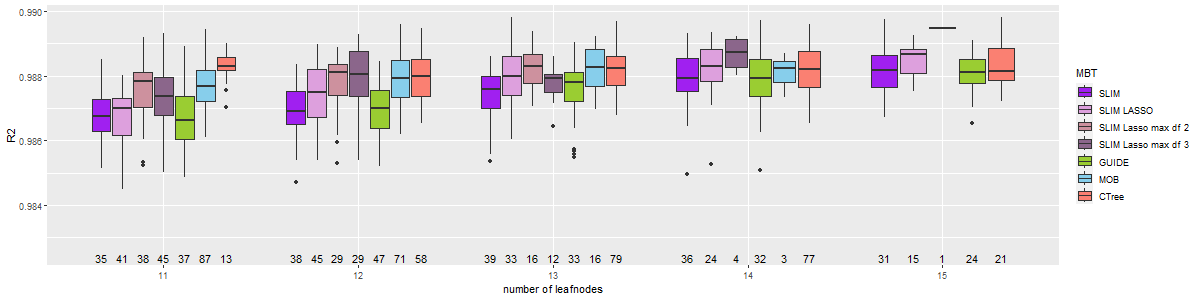 0.990
0.988
0.986
0.984
R2
35 41 38 45 37 87 13 38 45 29 29 47 71 58 39 33 16 12 33 16 79 36 24 4 32 3 77 31 15 1 24 21
11 12 13 14 15
number of leafnodes
MBT
SLIM
SLIM LASSO
SLIM Lasso max df 2
SLIM Lasso max df 3
GUIDE
MOB
CTree